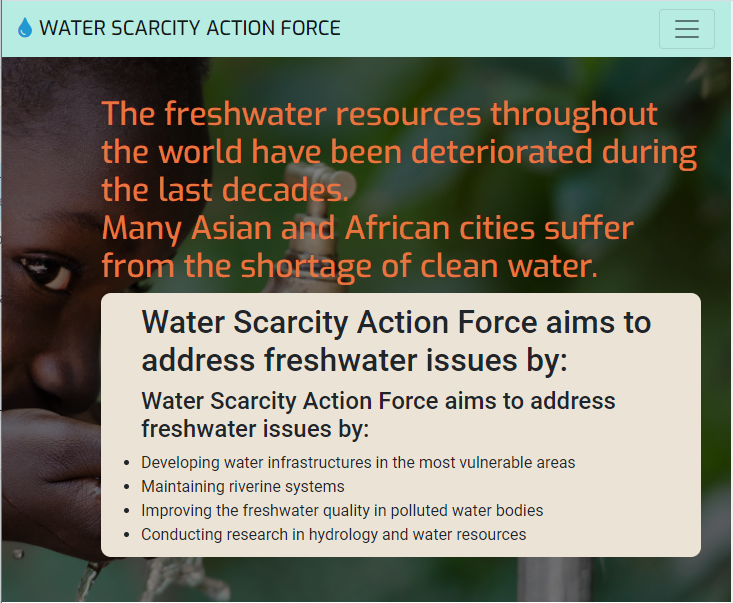 WATER SCARCITY ACTION FORCE
The freshwater resources throughout
the world have been deteriorated during
the last decades.
Many Asian and African cities suffer
from the shortage of clean water.
Water Scarcity Action Force aims to
address freshwater issues by:
Water Scarcity Action Force aims to address
freshwater issues by:
Developing water infrastructures in the most vulnerable areas
Maintaining riverine systems
Improving the freshwater quality in polluted water bodies
Conducting research in hydrology and water resources